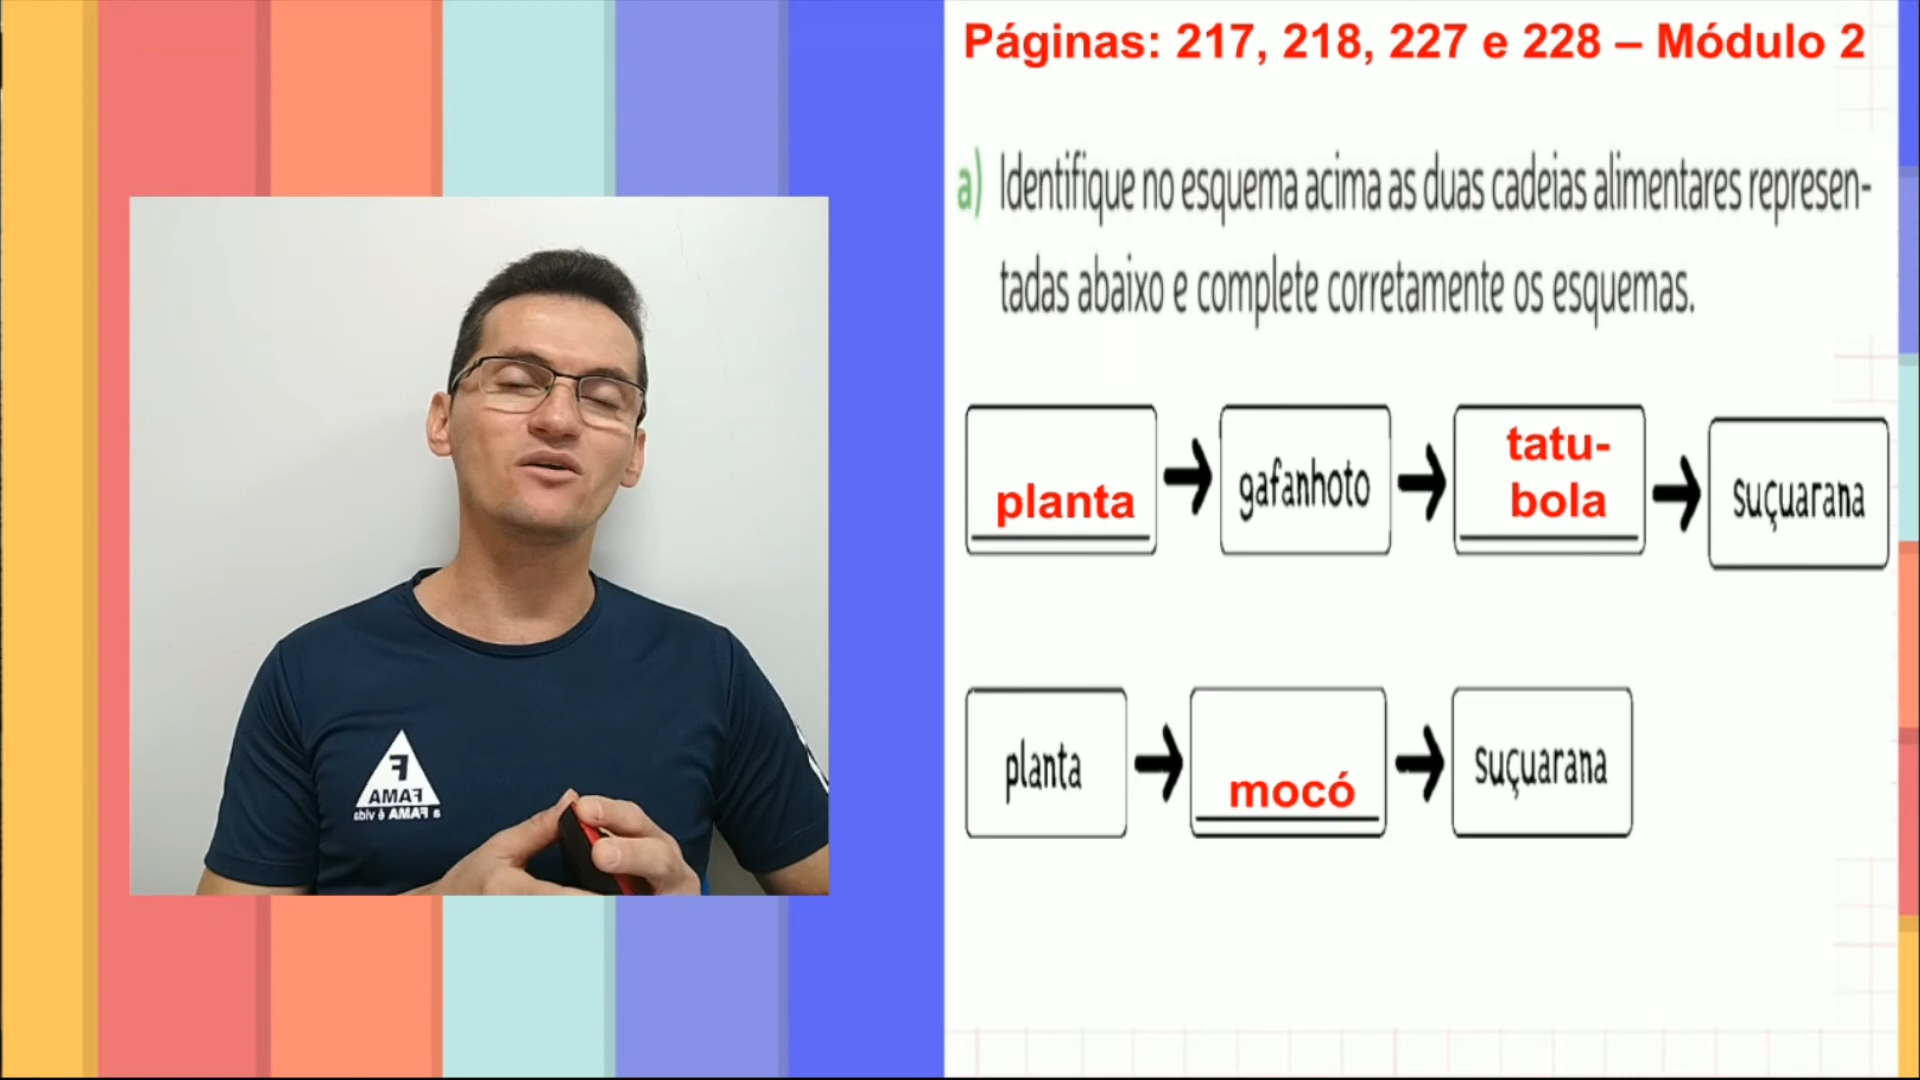 Páginas: 217, 218, 227 e 228 – Módulo 2
a) Identifique no esquema acima as duas cadeias alimentares represen-
tadas abaixo e complete corretamente os esquemas.
planta → gafanhoto → tatu-
bola → suçuarana
planta → mocó → suçuarana
F
FAMA
a FAMA é vida